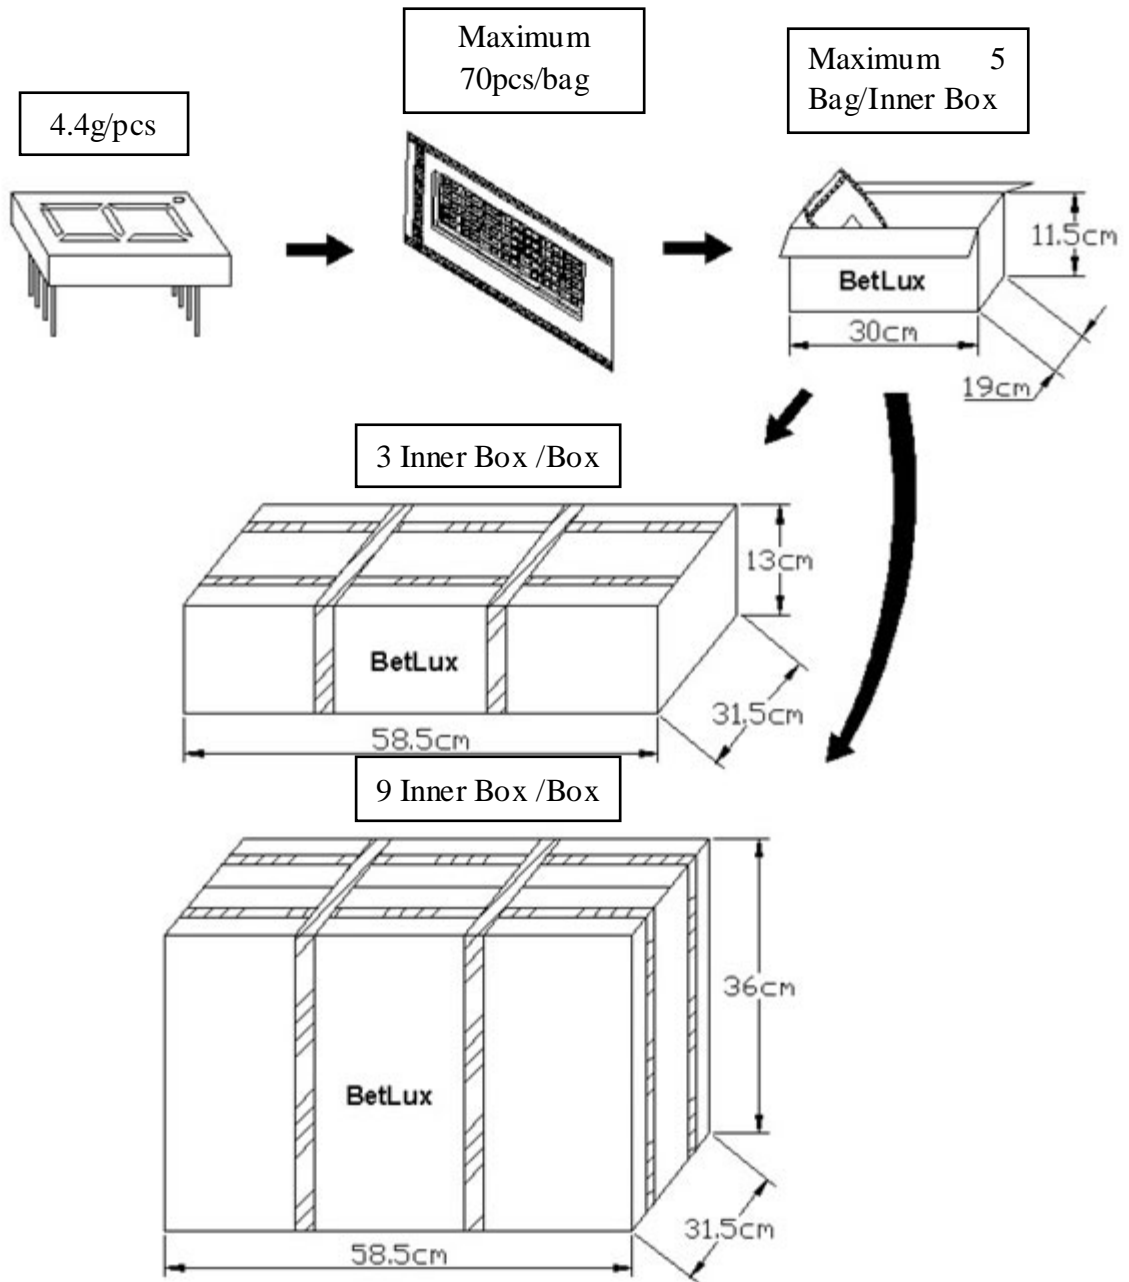 Maximum
70pcs/bag
Maximum 5
Bag/Inner Box
4.4g/pcs
11.5cm
BetLux
30cm
19cm
3 Inner Box /Box
13cm
BetLux
31.5cm
58.5cm
9 Inner Box /Box
36cm
BetLux
31.5cm
58.5cm